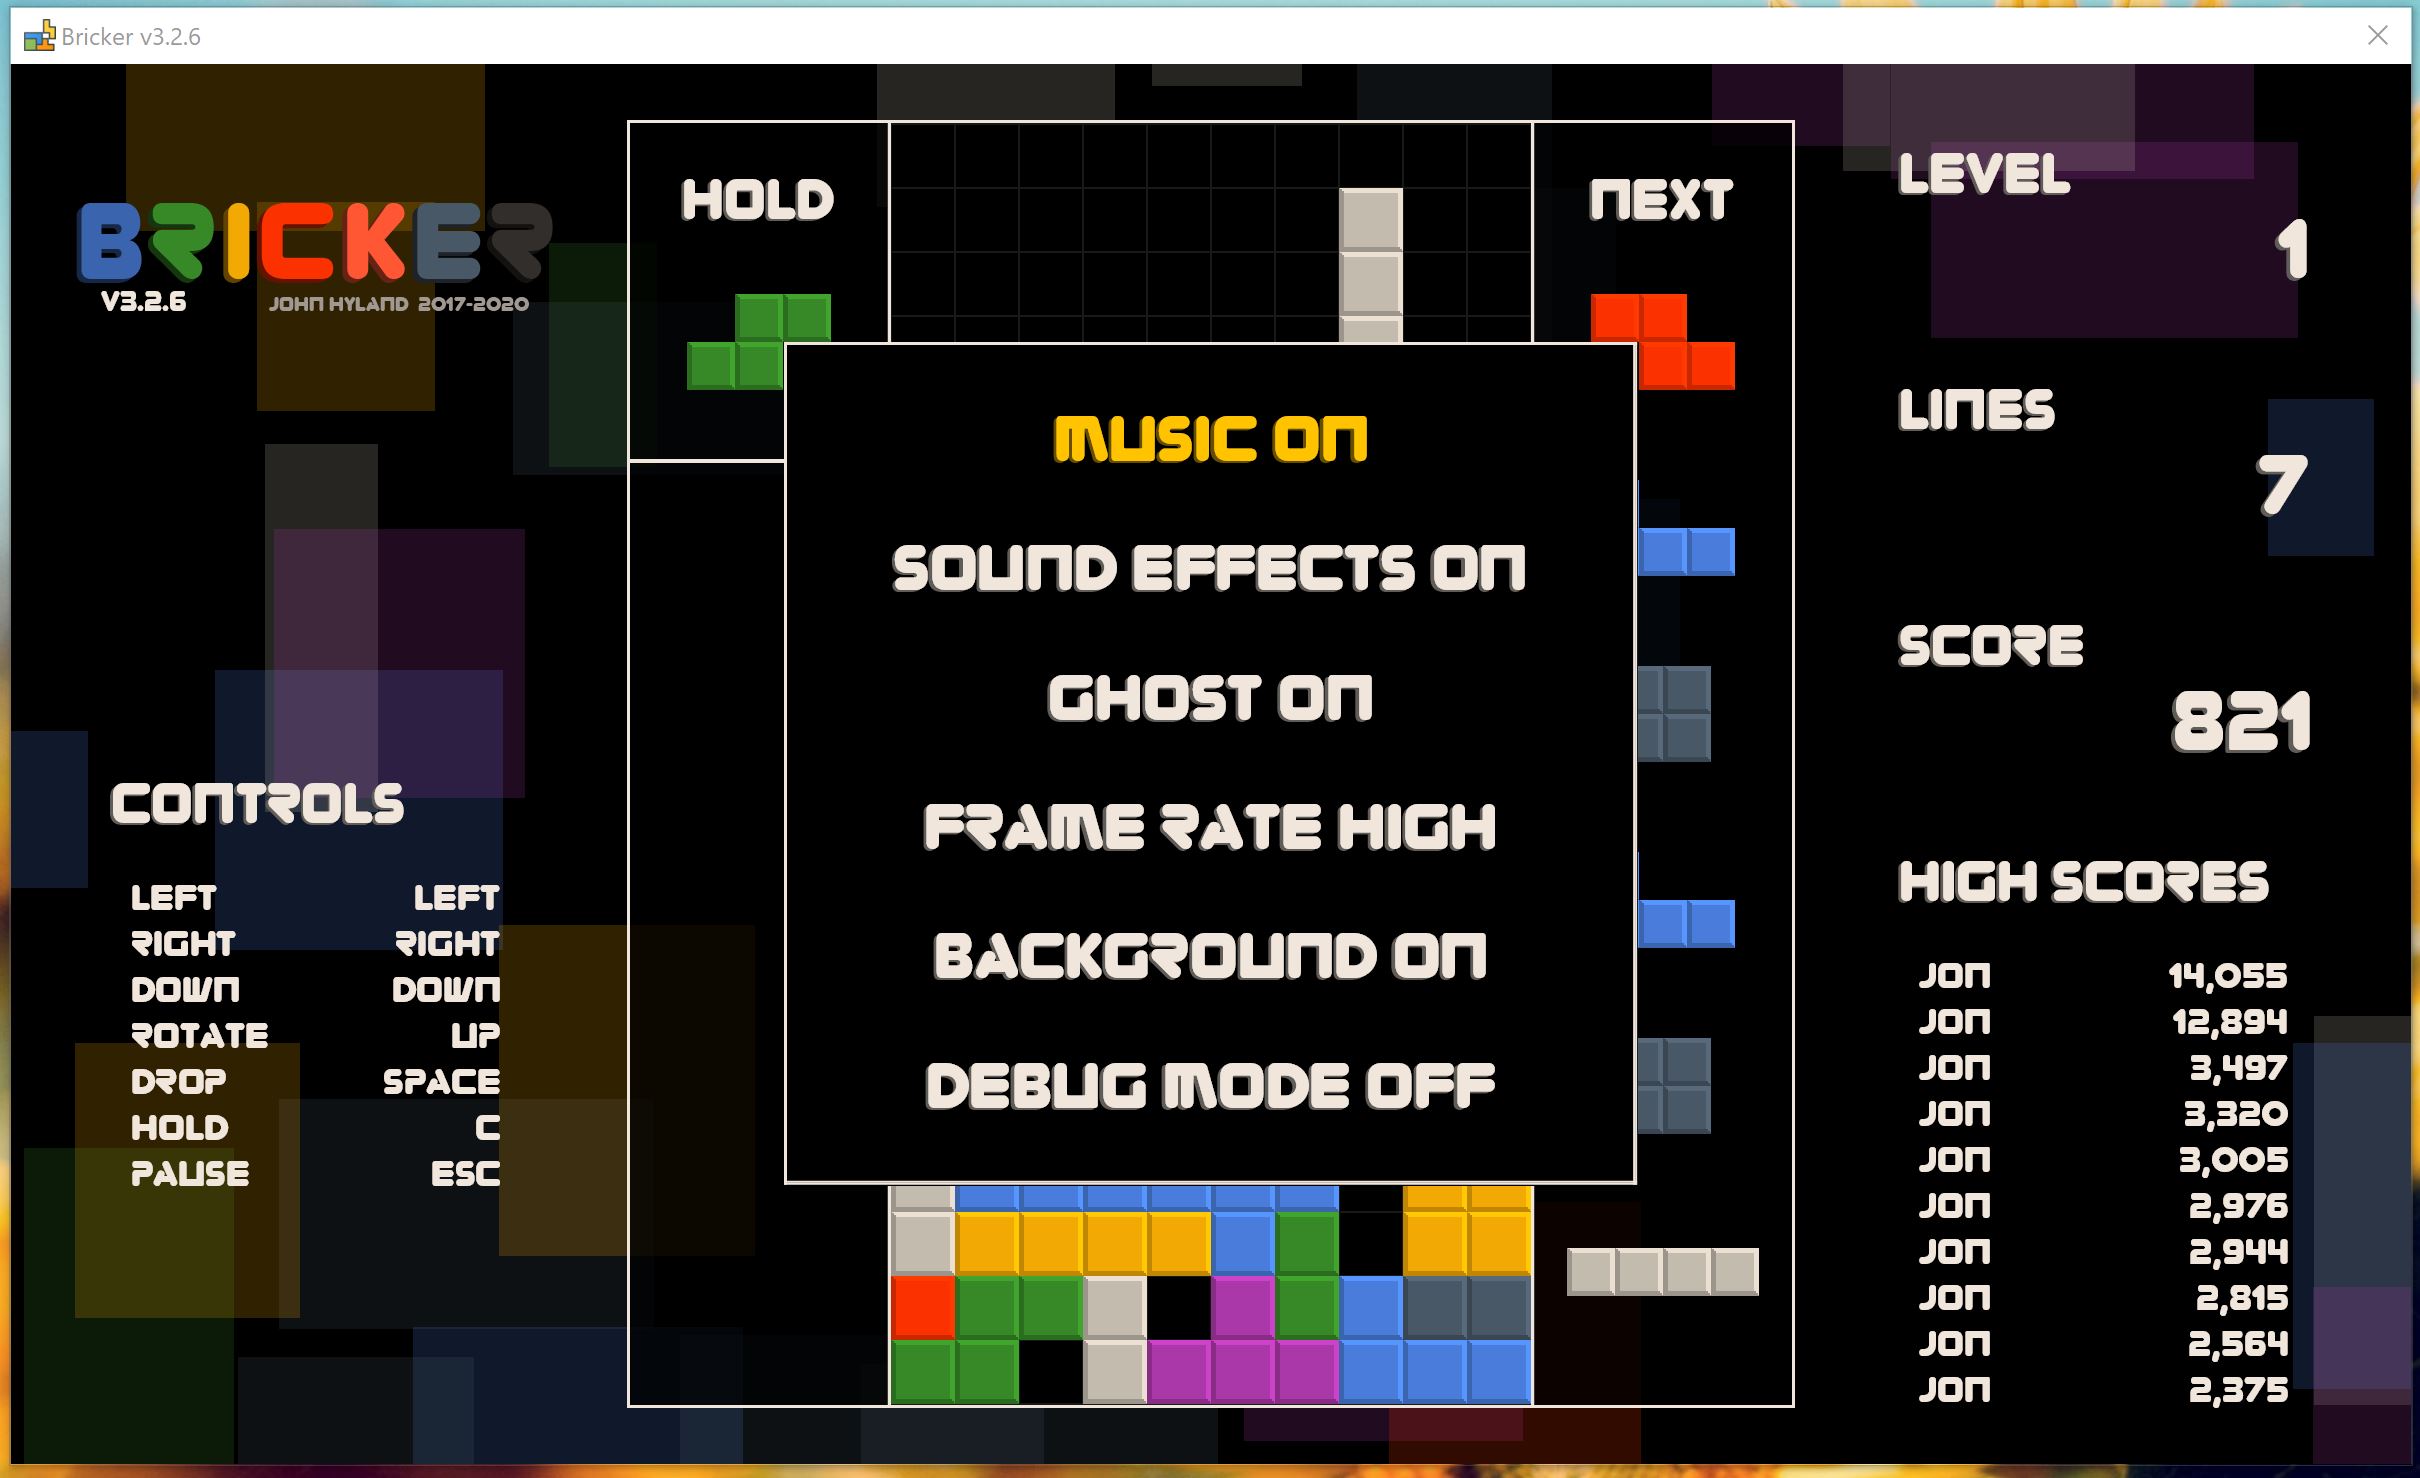 Bricker v3.2.6
BRICKER
V3.2.6
JOHN HYLAND 2017-2020
CONTROLS
LEFT LEFT
RIGHT RIGHT
DOWN DOWN
ROTATE UP
DROP SPACE
HOLD C
PAUSE ESC
HOLD
NEXT
MUSIC ON
SOUND EFFECTS ON
GHOST ON
FRAME RATE HIGH
BACKGROUND ON
DEBUG MODE OFF
LEVEL
1
LINES
7
SCORE
821
HIGH SCORES
JON 14,055
JON 12,894
JON 3,497
JON 3,320
JON 3,005
JON 2,976
JON 2,944
JON 2,815
JON 2,564
JON 2,375